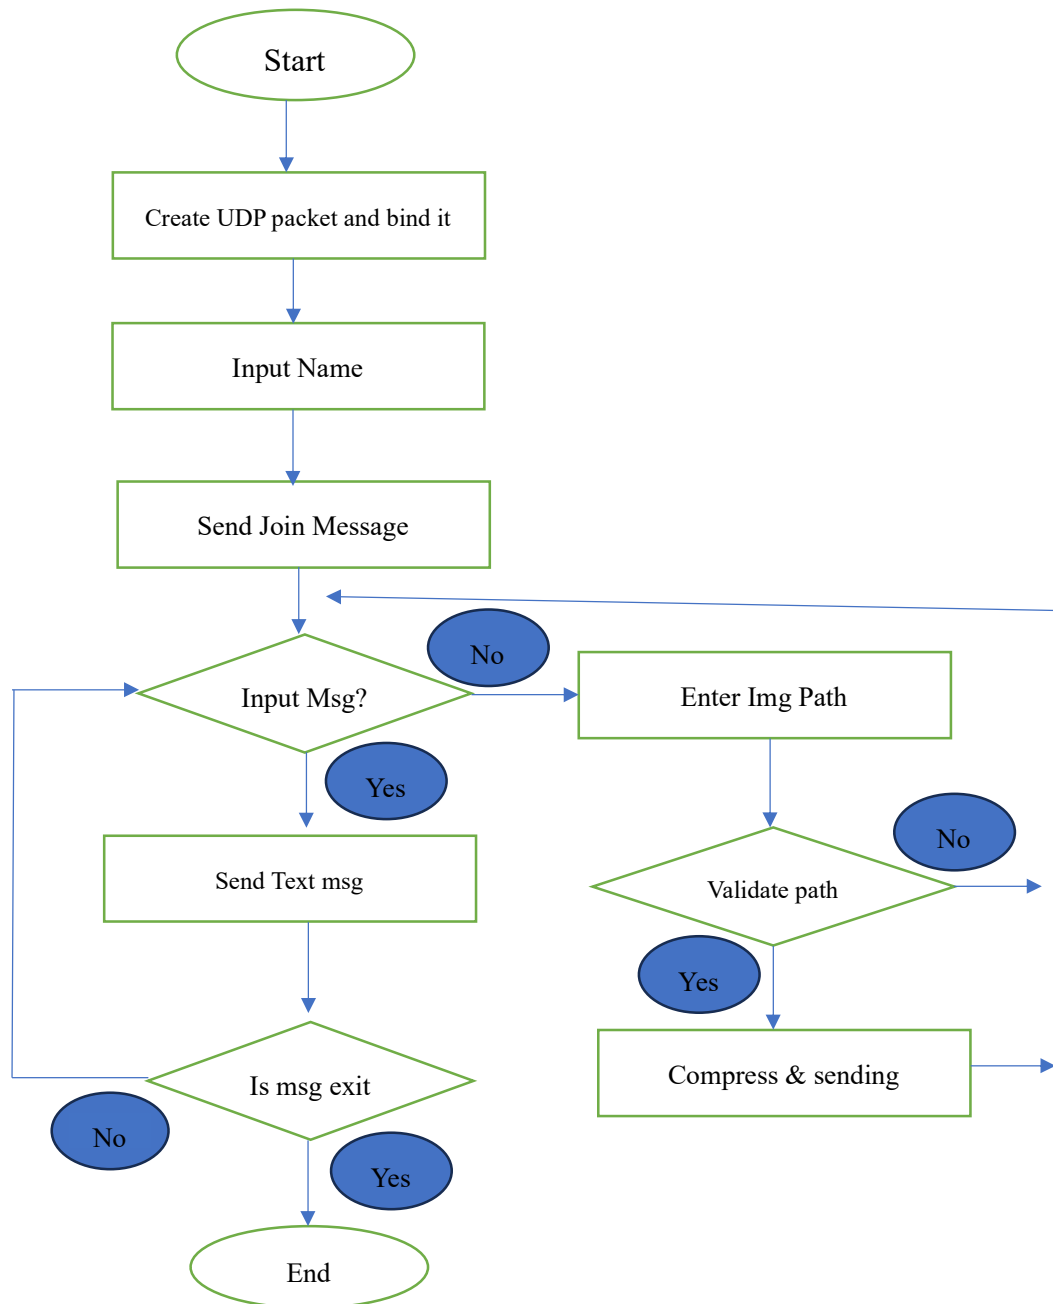 Start
Create UDP packet and bind it
Input Name
Send Join Message
No
Input Msg?
Enter Img Path
Yes
No
Send Text msg
Validate path
Yes
Is msg exit
Compress & sending
No
Yes
End